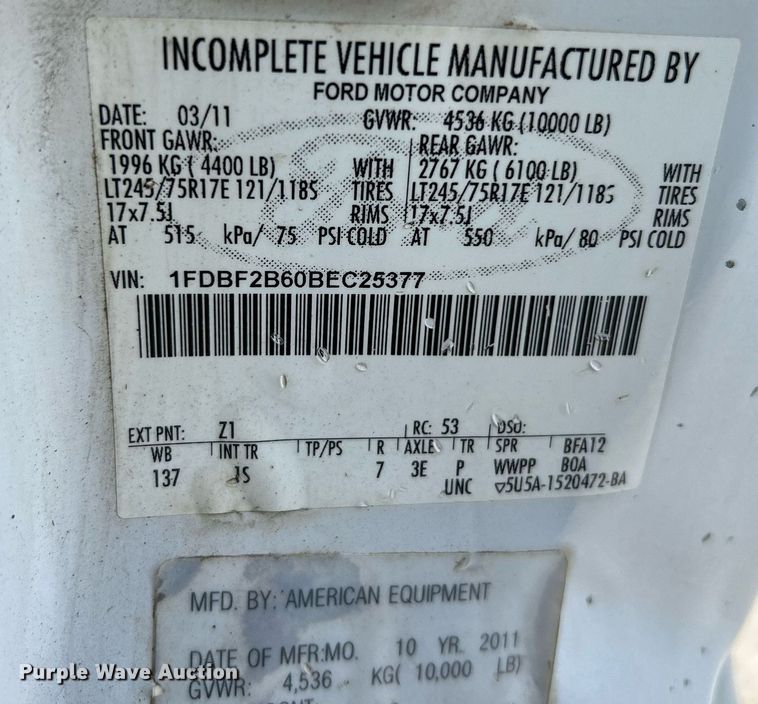 INCOMPLETE VEHICLE MANUFACTURED BY
FORD MOTOR COMPANY
DATE: 03/11 GVWR: 4536 KG (10000 LB)
FRONT GAWR: REAR GAWR:
1996 KG ( 4400 LB) WITH 2767 KG ( 6100 LB) WITH
LT245/75R17E 121/118S TIRES LT245/75R17E 121/118S TIRES
17x7.5J RIMS 17x7.5J RIMS
AT 515 kPa/ 75 PSI COLD AT 550 kPa/ 80 PSI COLD
VIN: 1FDBF2B60BEC25377
EXT PNT: Z1 RC: 53 DSO:
WB INT TR TP/PS R AXLE TR SPR BFA12
137 JS 7 3E P WWPP BOA
UNC ▽5U5A-1520472-BA
MFD. BY: AMERICAN EQUIPMENT
DATE OF MFR:MO. 10 YR. 2011
GVWR: 4,536 KG( 10,000 LB)
Purple Wave Auction